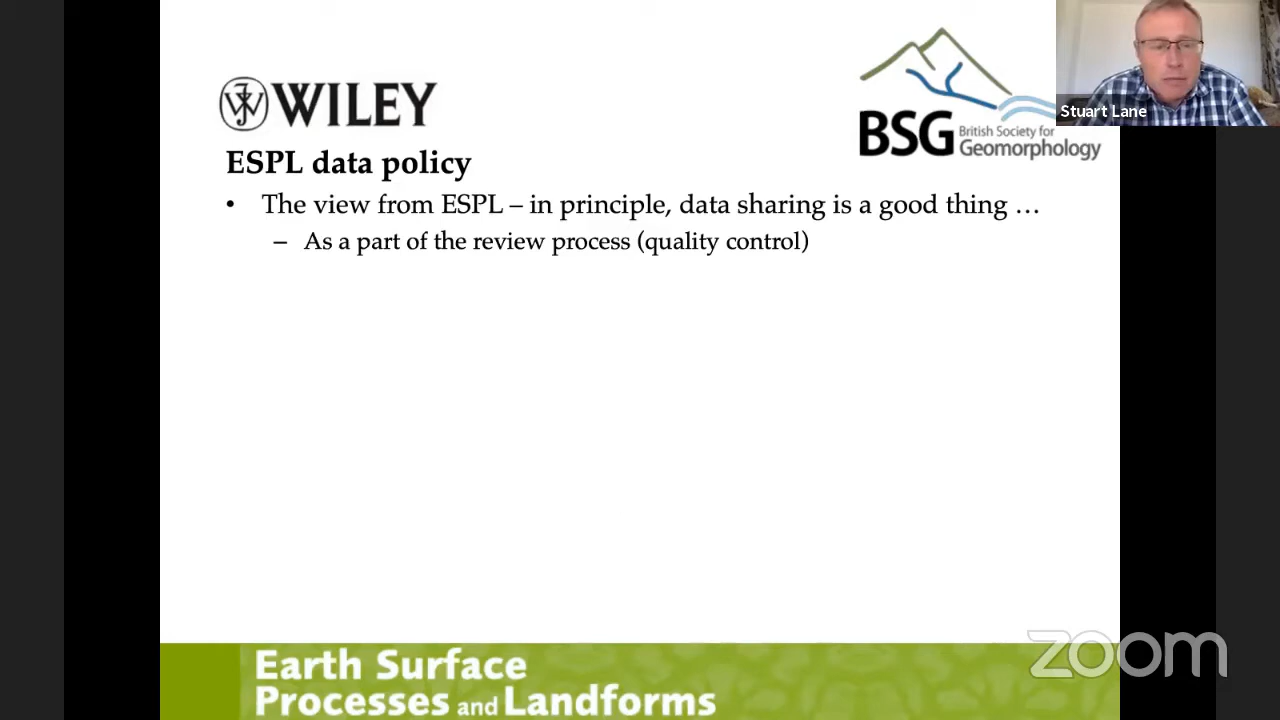 WILEY
BSG British Society for
Geomorphology
Stuart Lane
ESPL data policy
• The view from ESPL – in principle, data sharing is a good thing …
– As a part of the review process (quality control)
Earth Surface
Processes and Landforms
zoom